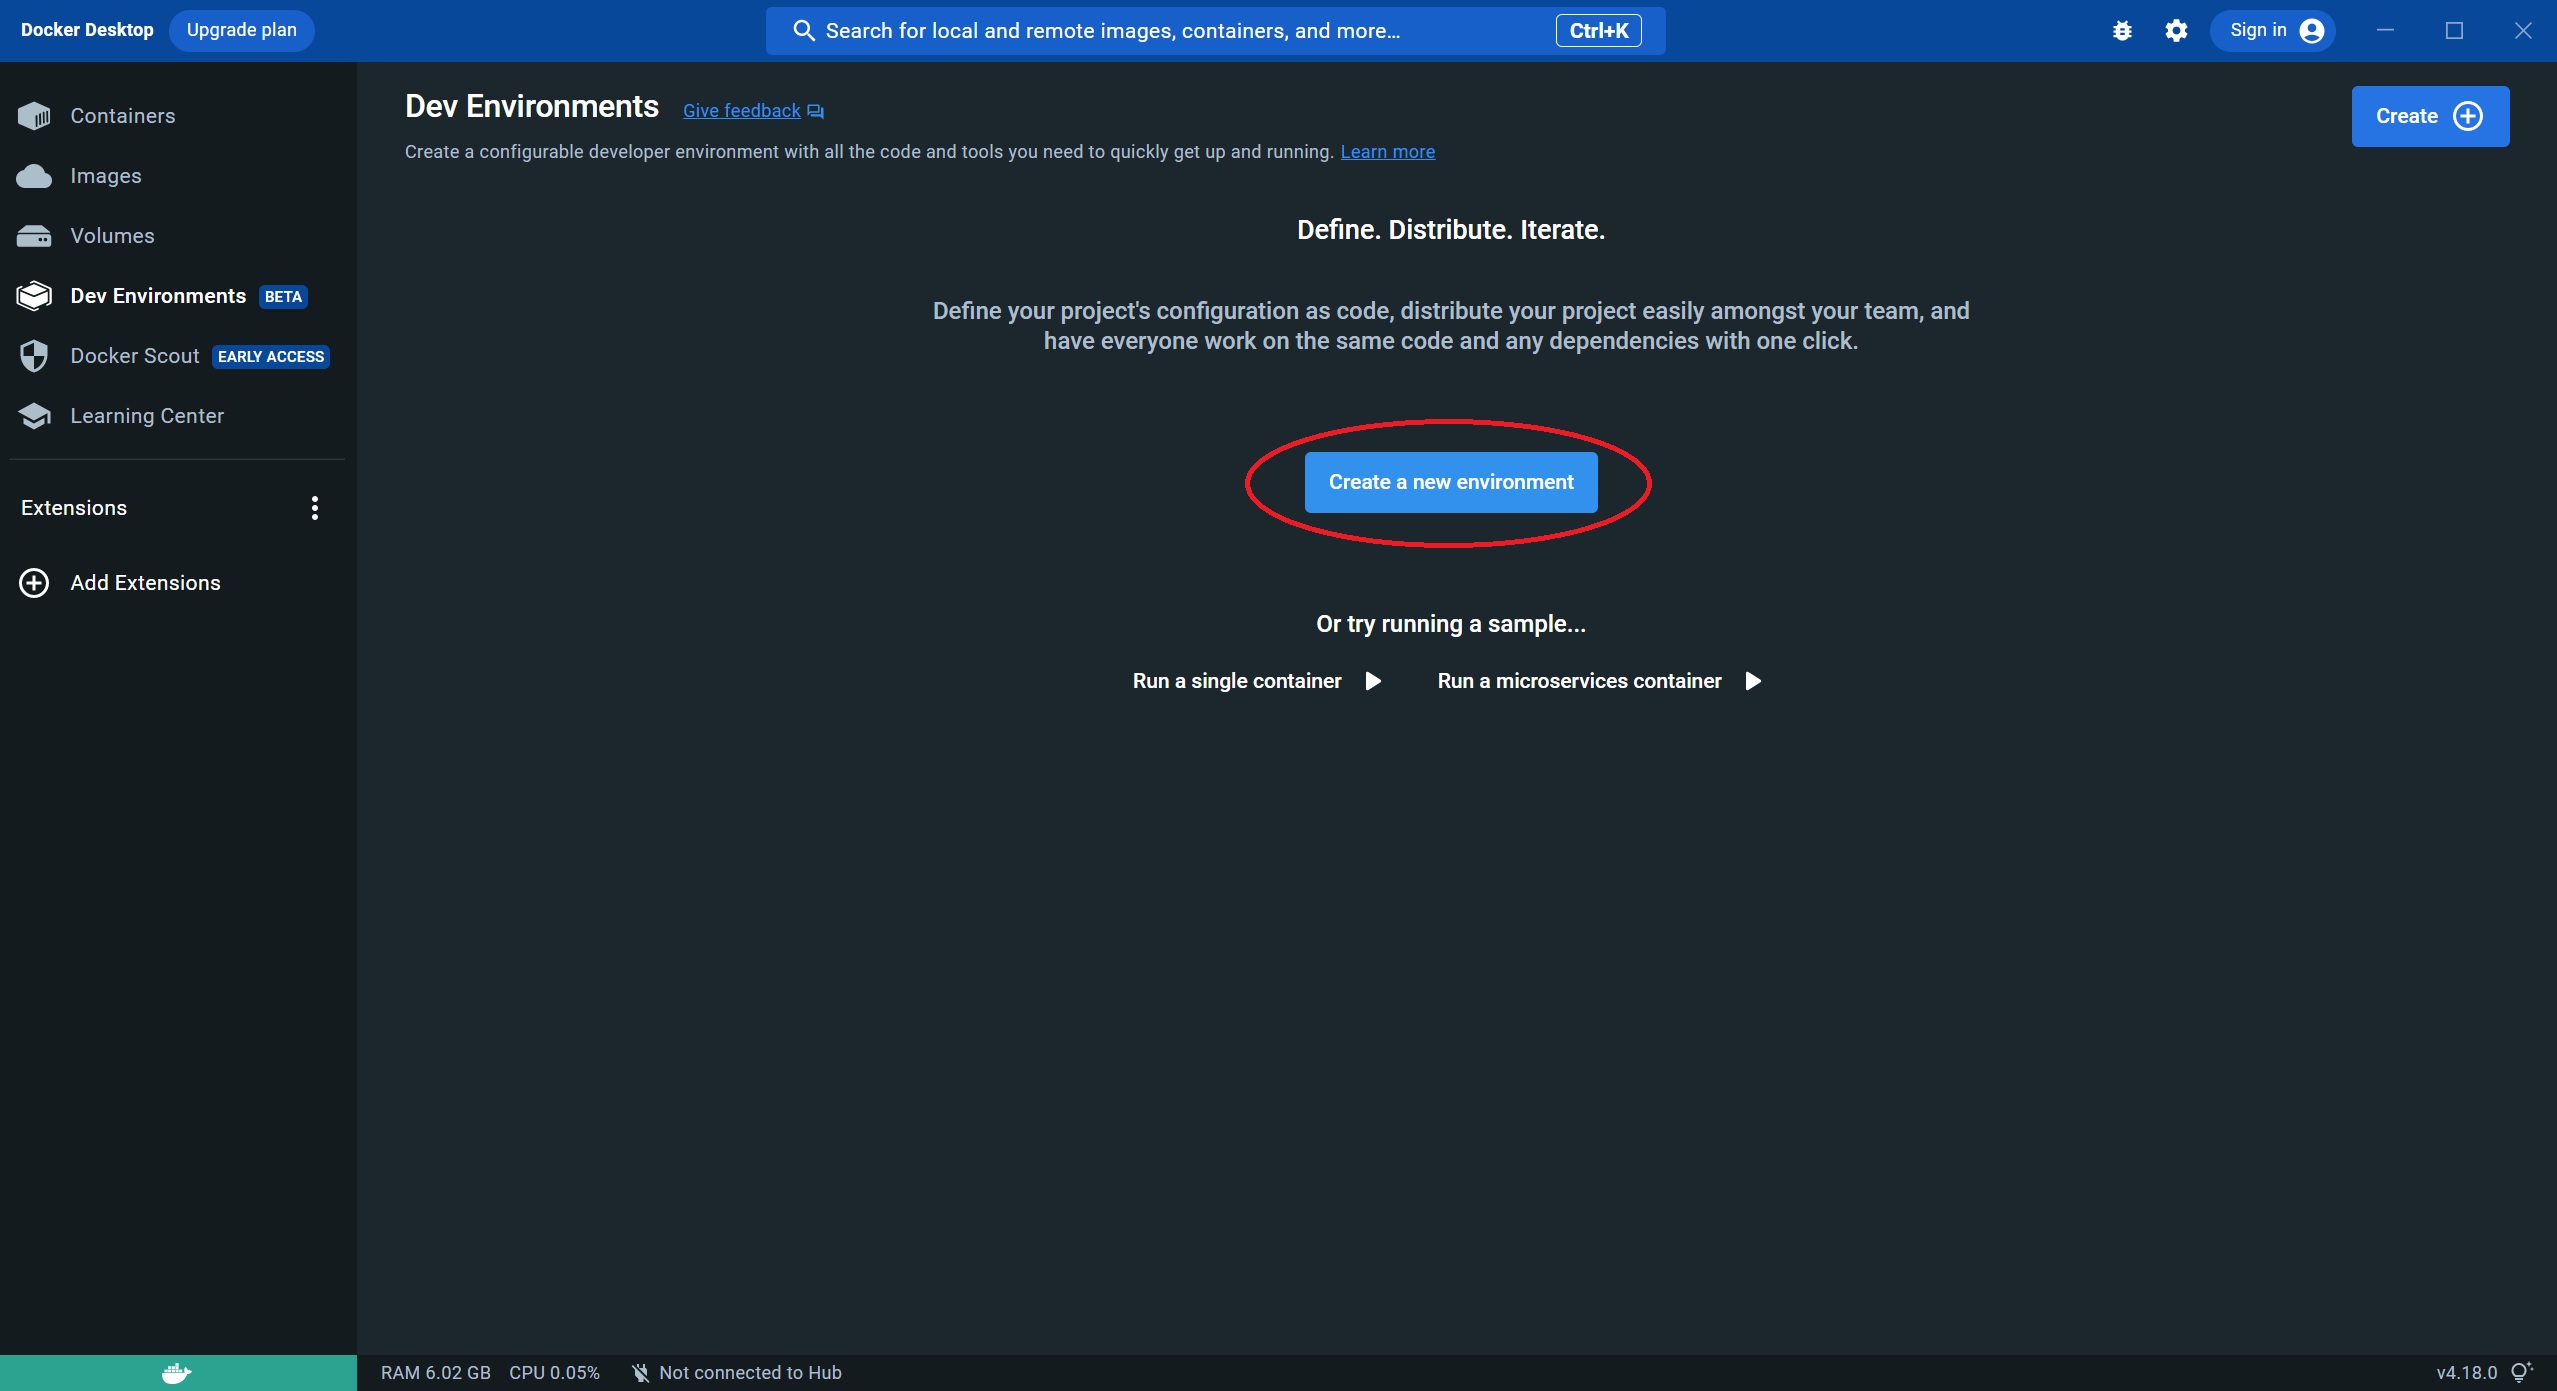 Docker Desktop
Upgrade plan
Search for local and remote images, containers, and more...
Ctrl+K
Sign in
Containers
Images
Volumes
Dev Environments BETA
Docker Scout EARLY ACCESS
Learning Center
Extensions
Add Extensions
Dev Environments
Give feedback
Create a configurable developer environment with all the code and tools you need to quickly get up and running. Learn more
Create
Define. Distribute. Iterate.
Define your project's configuration as code, distribute your project easily amongst your team, and
have everyone work on the same code and any dependencies with one click.
Create a new environment
Or try running a sample...
Run a single container
Run a microservices container
RAM 6.02 GB
CPU 0.05%
Not connected to Hub
v4.18.0